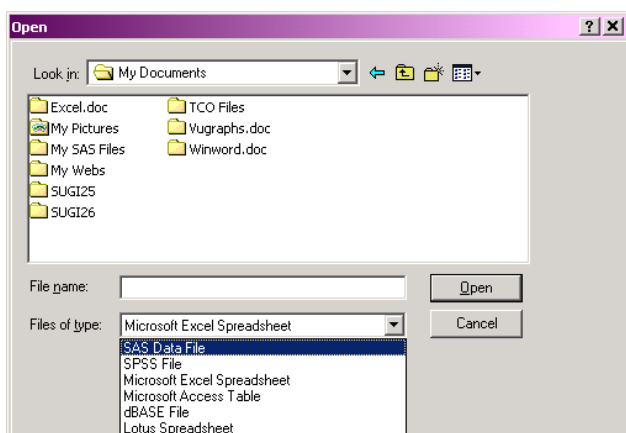 Open
Look in: My Documents
Excel.doc TCO Files
My Pictures Vugraphs.doc
My SAS Files Winword.doc
My Webs
SUGI25
SUGI26
File name: Open
Files of type: Microsoft Excel Spreadsheet Cancel
SAS Data File
SPSS File
Microsoft Excel Spreadsheet
Microsoft Access Table
dBASE File
Lotus Spreadsheet